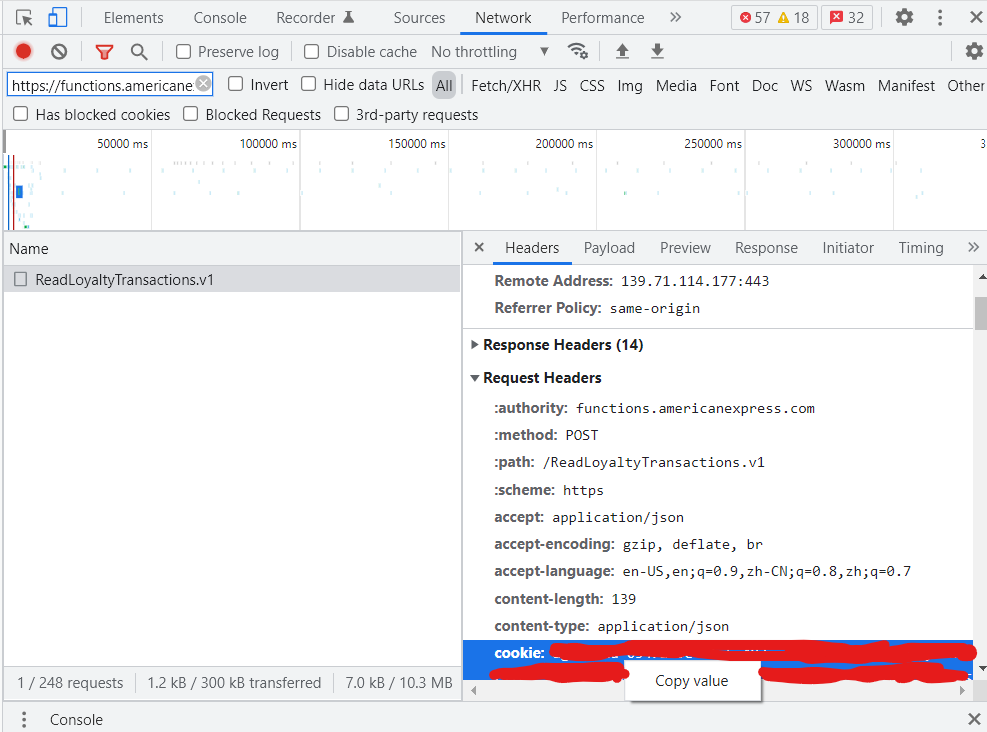 Elements Console Recorder Sources Network Performance » 57 18 32
Preserve log Disable cache No throttling
https://functions.americane Invert Hide data URLs All Fetch/XHR JS CSS Img Media Font Doc WS Wasm Manifest Other
Has blocked cookies Blocked Requests 3rd-party requests
50000 ms 100000 ms 150000 ms 200000 ms 250000 ms 300000 ms 3
Name
ReadLoyaltyTransactions.v1
1 / 248 requests 1.2 kB / 300 kB transferred 7.0 kB / 10.3 MB
Headers Payload Preview Response Initiator Timing »
Remote Address: 139.71.114.177:443
Referrer Policy: same-origin
Response Headers (14)
Request Headers
:authority: functions.americanexpress.com
:method: POST
:path: /ReadLoyaltyTransactions.v1
:scheme: https
accept: application/json
accept-encoding: gzip, deflate, br
accept-language: en-US,en;q=0.9,zh-CN;q=0.8,zh;q=0.7
content-length: 139
content-type: application/json
cookie:
Copy value
Console